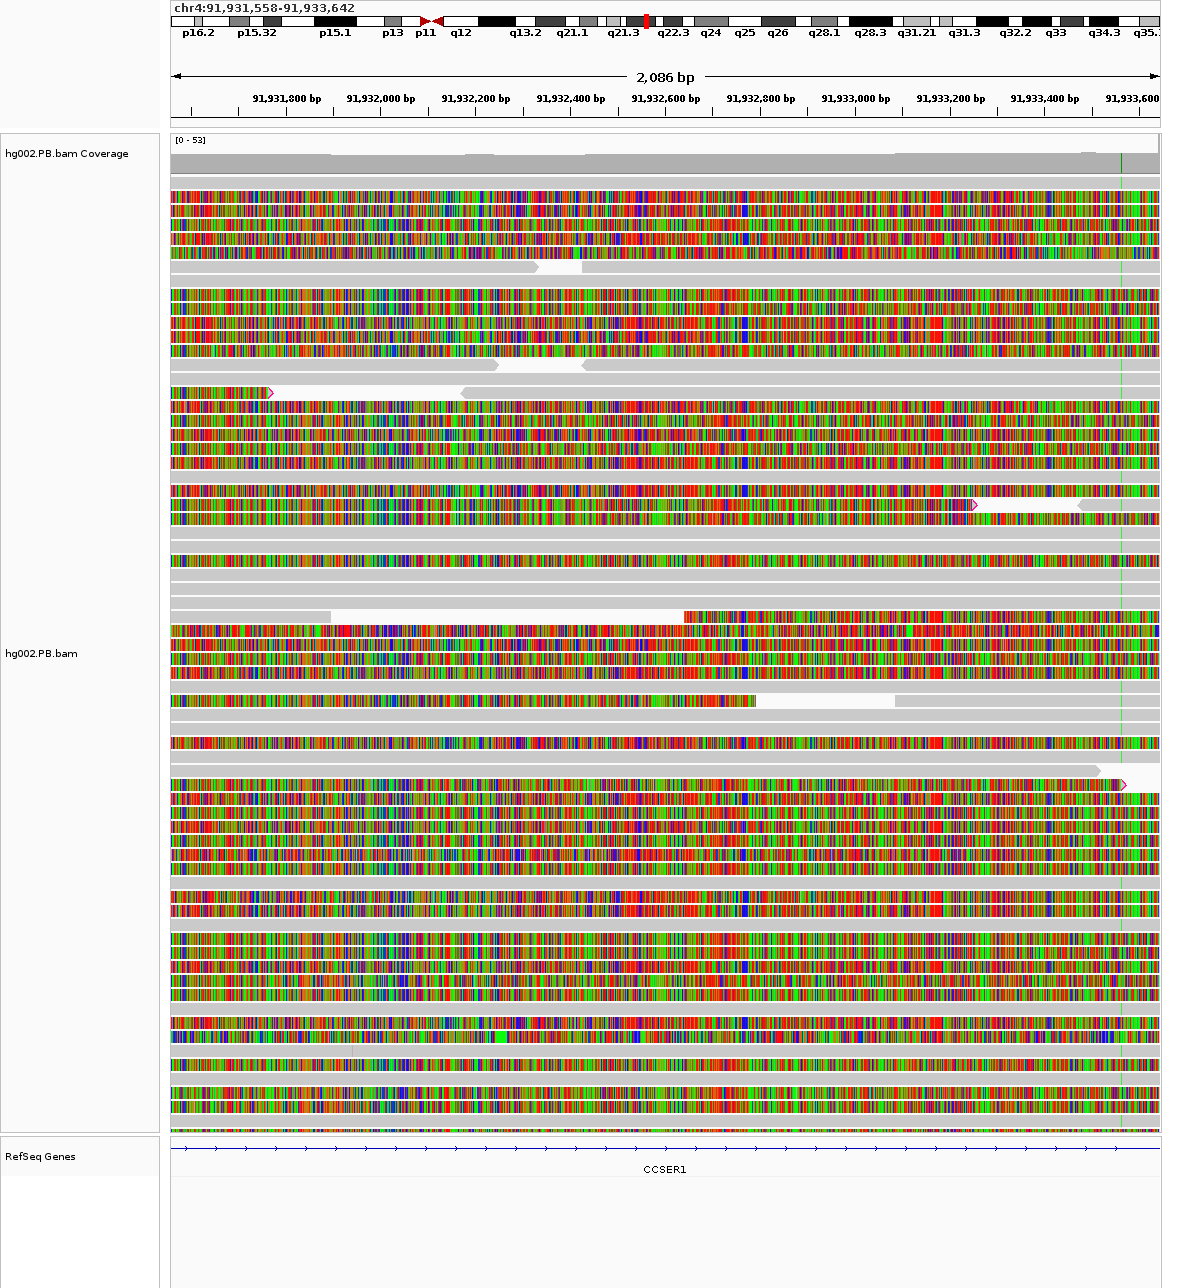 chr4:91,931,558-91,933,642
p16.2 p15.32 p15.1 p13 p11 q12 q13.2 q21.1 q21.3 q22.3 q24 q25 q26 q28.1 q28.3 q31.21 q31.3 q32.2 q33 q34.3 q35.
2,086 bp
91,931,800 bp 91,932,000 bp 91,932,200 bp 91,932,400 bp 91,932,600 bp 91,932,800 bp 91,933,000 bp 91,933,200 bp 91,933,400 bp 91,933,600
[0 - 53]
hg002.PB.bam Coverage
hg002.PB.bam
RefSeq Genes
CCSER1